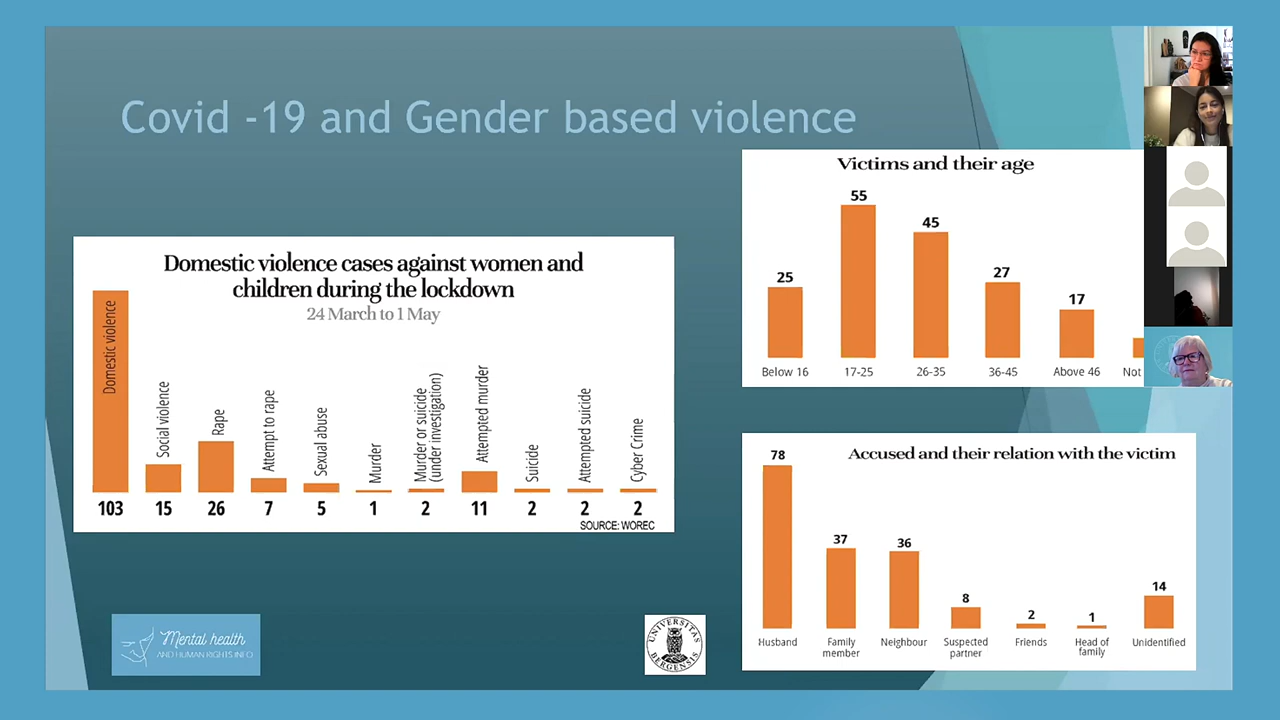 Covid -19 and Gender based violence
Domestic violence cases against women and
children during the lockdown
24 March to 1 May
Domestic violence
Social violence
Rape
Attempt to rape
Sexual abuse
Murder
Murder or suicide
(under investigation)
Attempted murder
Suicide
Attempted suicide
Cyber Crime
103 15 26 7 5 1 2 11 2 2 2
SOURCE: WOREC
Victims and their age
25 55 45 27 17
Below 16 17-25 26-35 36-45 Above 46 Not
Accused and their relation with the victim
78 37 36 8 2 1 14
Husband Family member Neighbour Suspected partner Friends Head of family Unidentified
Mental health
AND HUMAN RIGHTS INFO
UNIVERSITAS
BERGENSIS